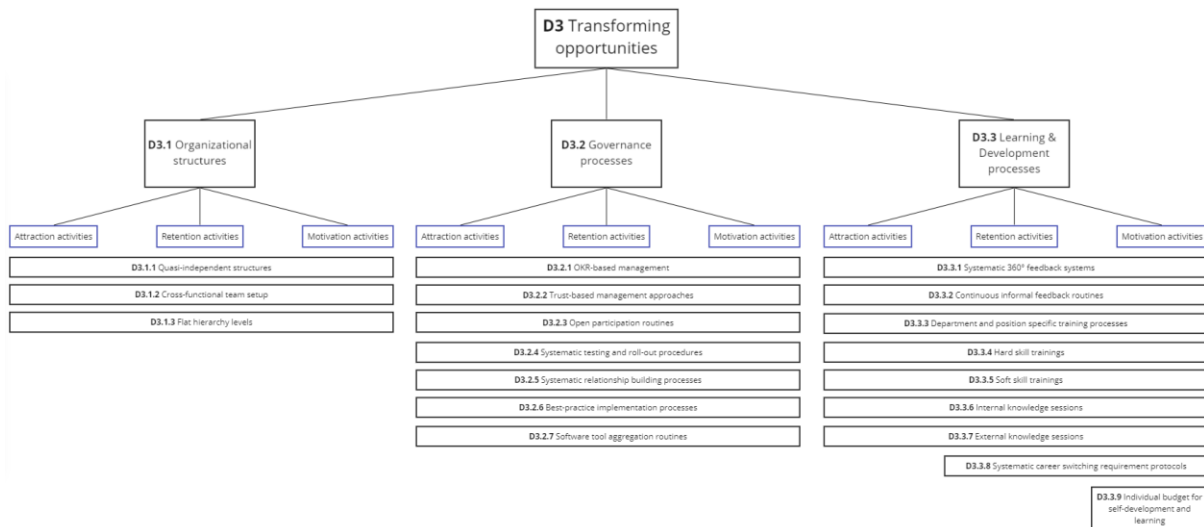 D3 Transforming
opportunities
D3.1 Organizational
structures
D3.2 Governance
processes
D3.3 Learning &
Development
processes
Attraction activities
Retention activities
Motivation activities
Attraction activities
Retention activities
Motivation activities
Attraction activities
Retention activities
Motivation activities
D3.1.1 Quasi-independent structures
D3.1.2 Cross-functional team setup
D3.1.3 Flat hierarchy levels
D3.2.1 OKR-based management
D3.2.2 Trust-based management approaches
D3.2.3 Open participation routines
D3.2.4 Systematic testing and roll-out procedures
D3.2.5 Systematic relationship building processes
D3.2.6 Best-practice implementation processes
D3.2.7 Software tool aggregation routines
D3.3.1 Systematic 360° feedback systems
D3.3.2 Continuous informal feedback routines
D3.3.3 Department and position specific training processes
D3.3.4 Hard skill trainings
D3.3.5 Soft skill trainings
D3.3.6 Internal knowledge sessions
D3.3.7 External knowledge sessions
D3.3.8 Systematic career switching requirement protocols
D3.3.9 Individual budget for
self-development and
learning